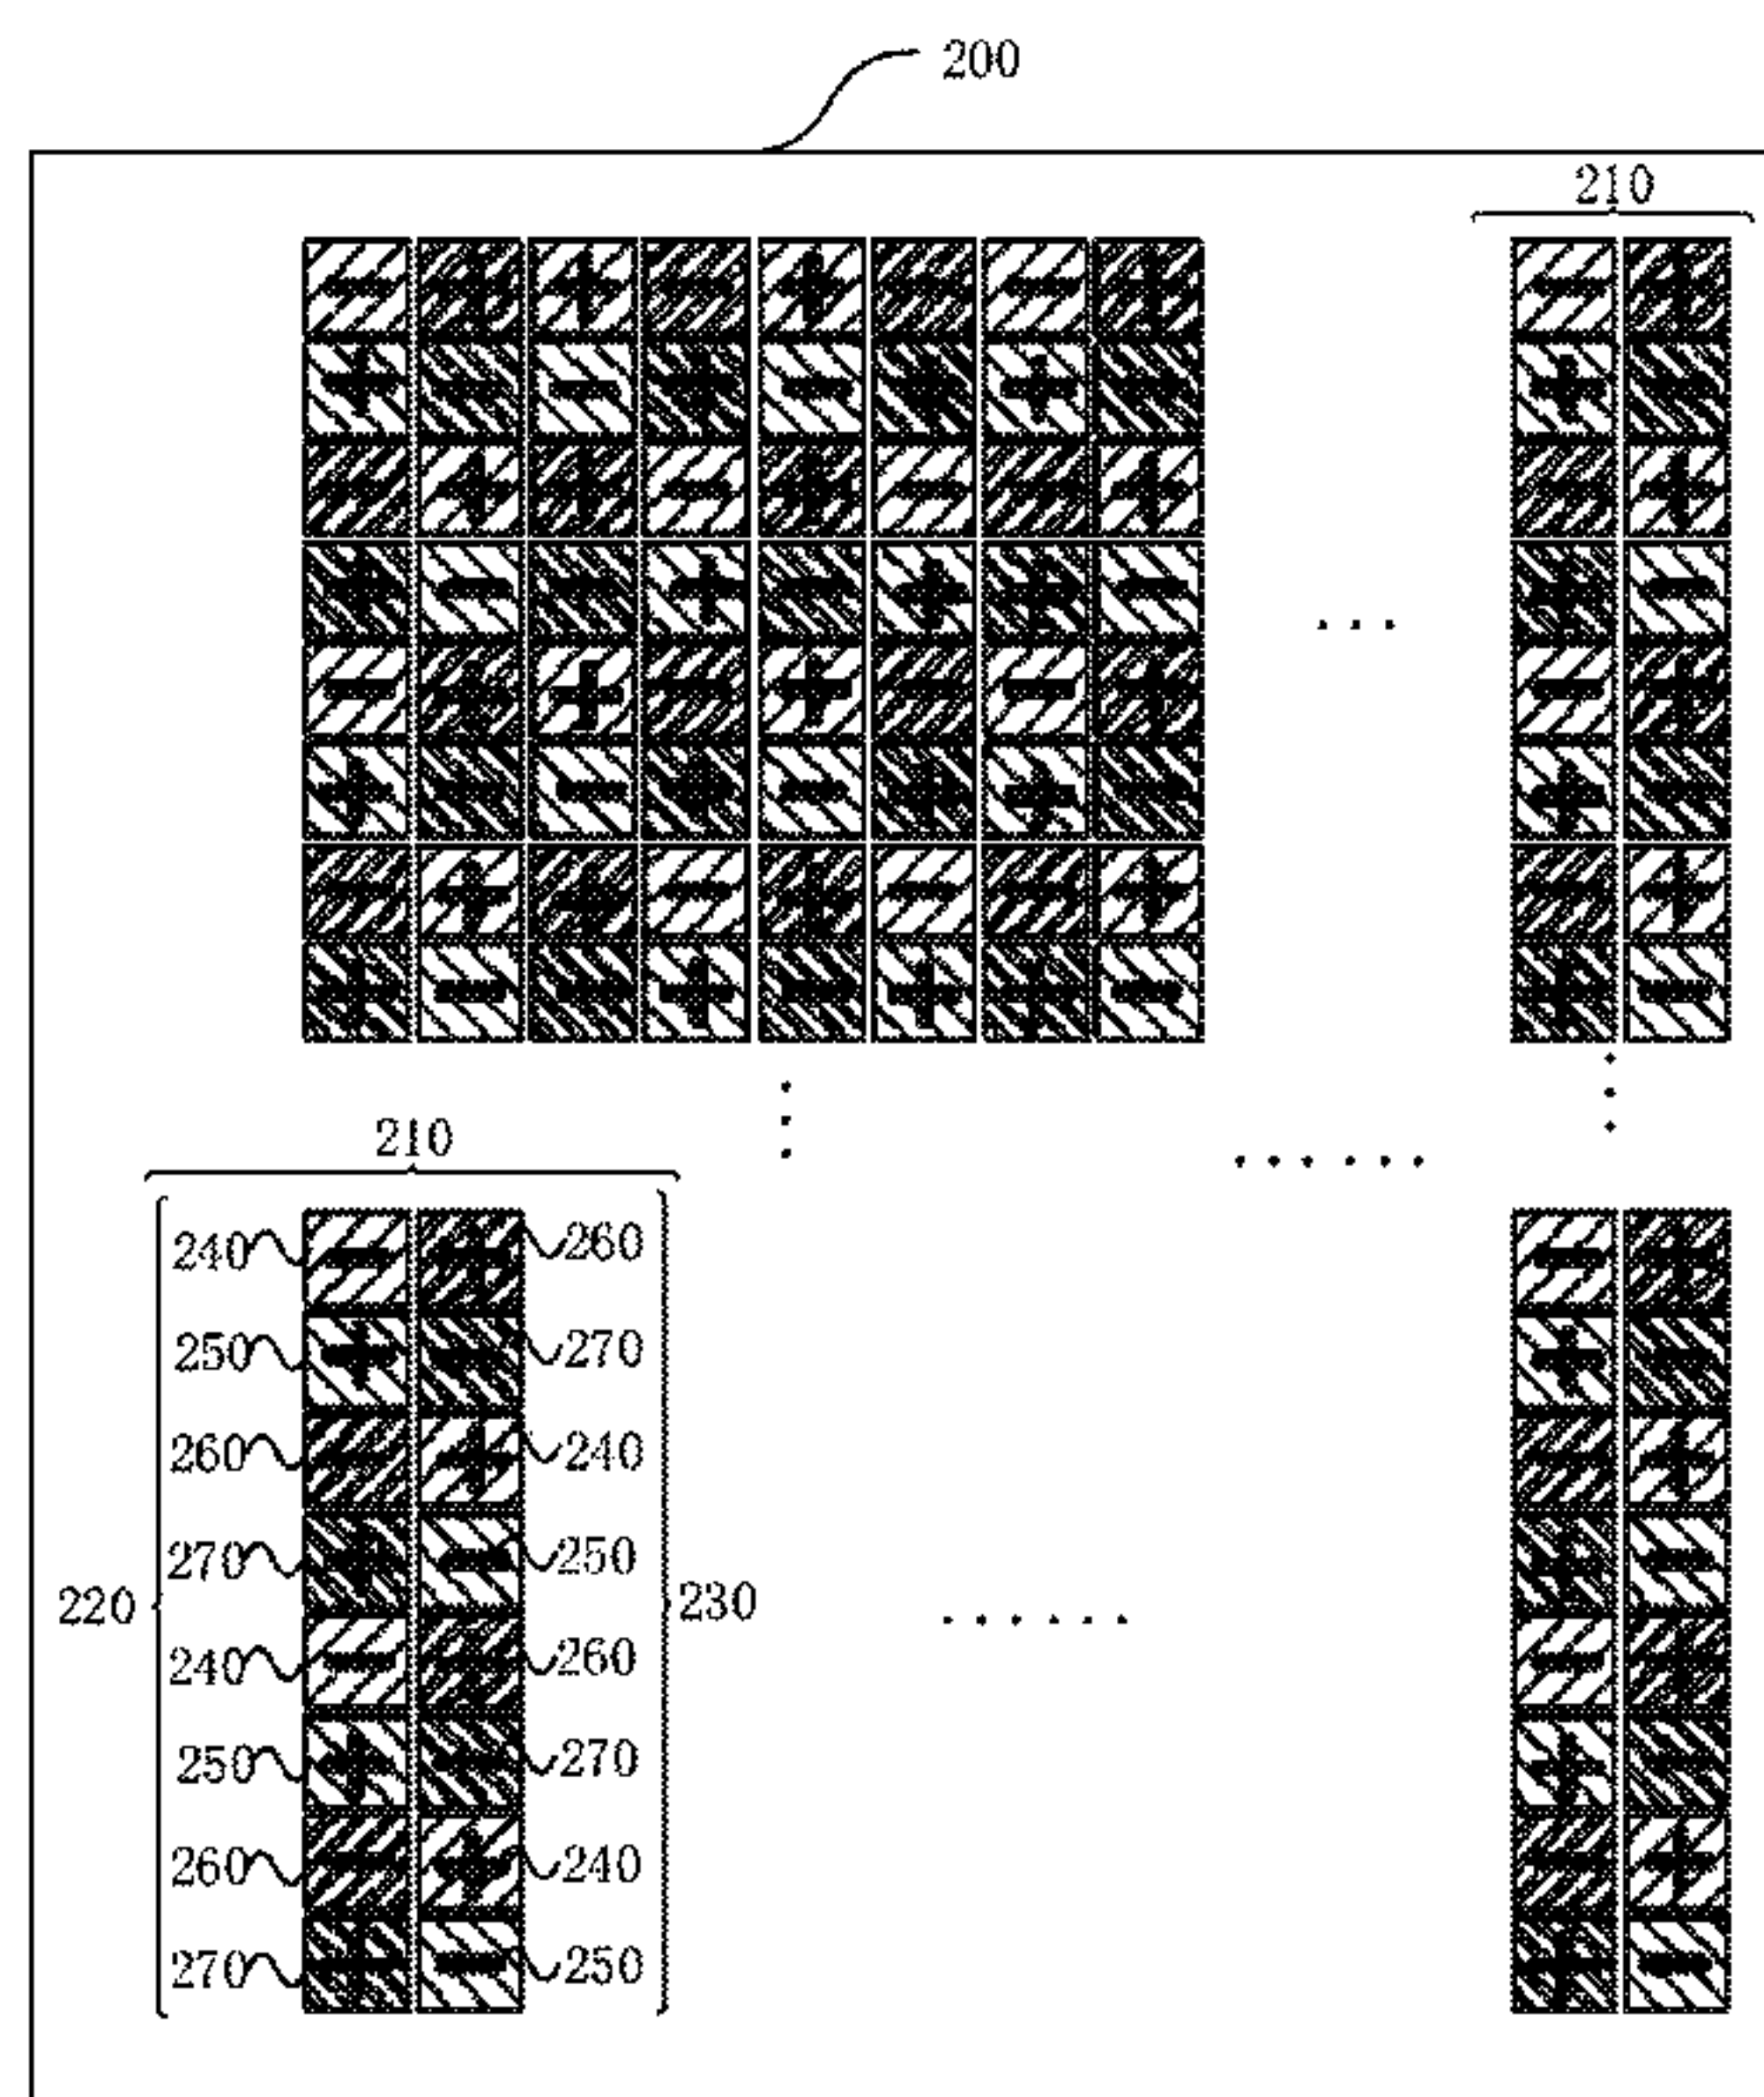 200
210
- + + - + - - +
+ - - + - + + -
- + + - + - - +
+ - - + - + + -
- + + - + - - +
+ - - + - + + -
- + + - + - - +
+ - - + - + + -
- +
+ -
- +
+ -
- +
+ -
- +
+ -
210
240 - + 260
250 + - 270
260 - + 240
270 + - 250
220
230
240 - + 260
250 + - 270
260 - + 240
270 + - 250
- +
+ -
- +
+ -
- +
+ -
- +
+ -